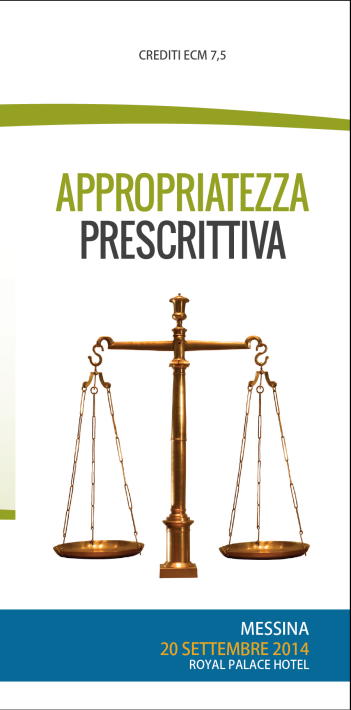 CREDITI ECM 7,5
APPROPRIATEZZA
PRESCRITTIVA
MESSINA
20 SETTEMBRE 2014
ROYAL PALACE HOTEL